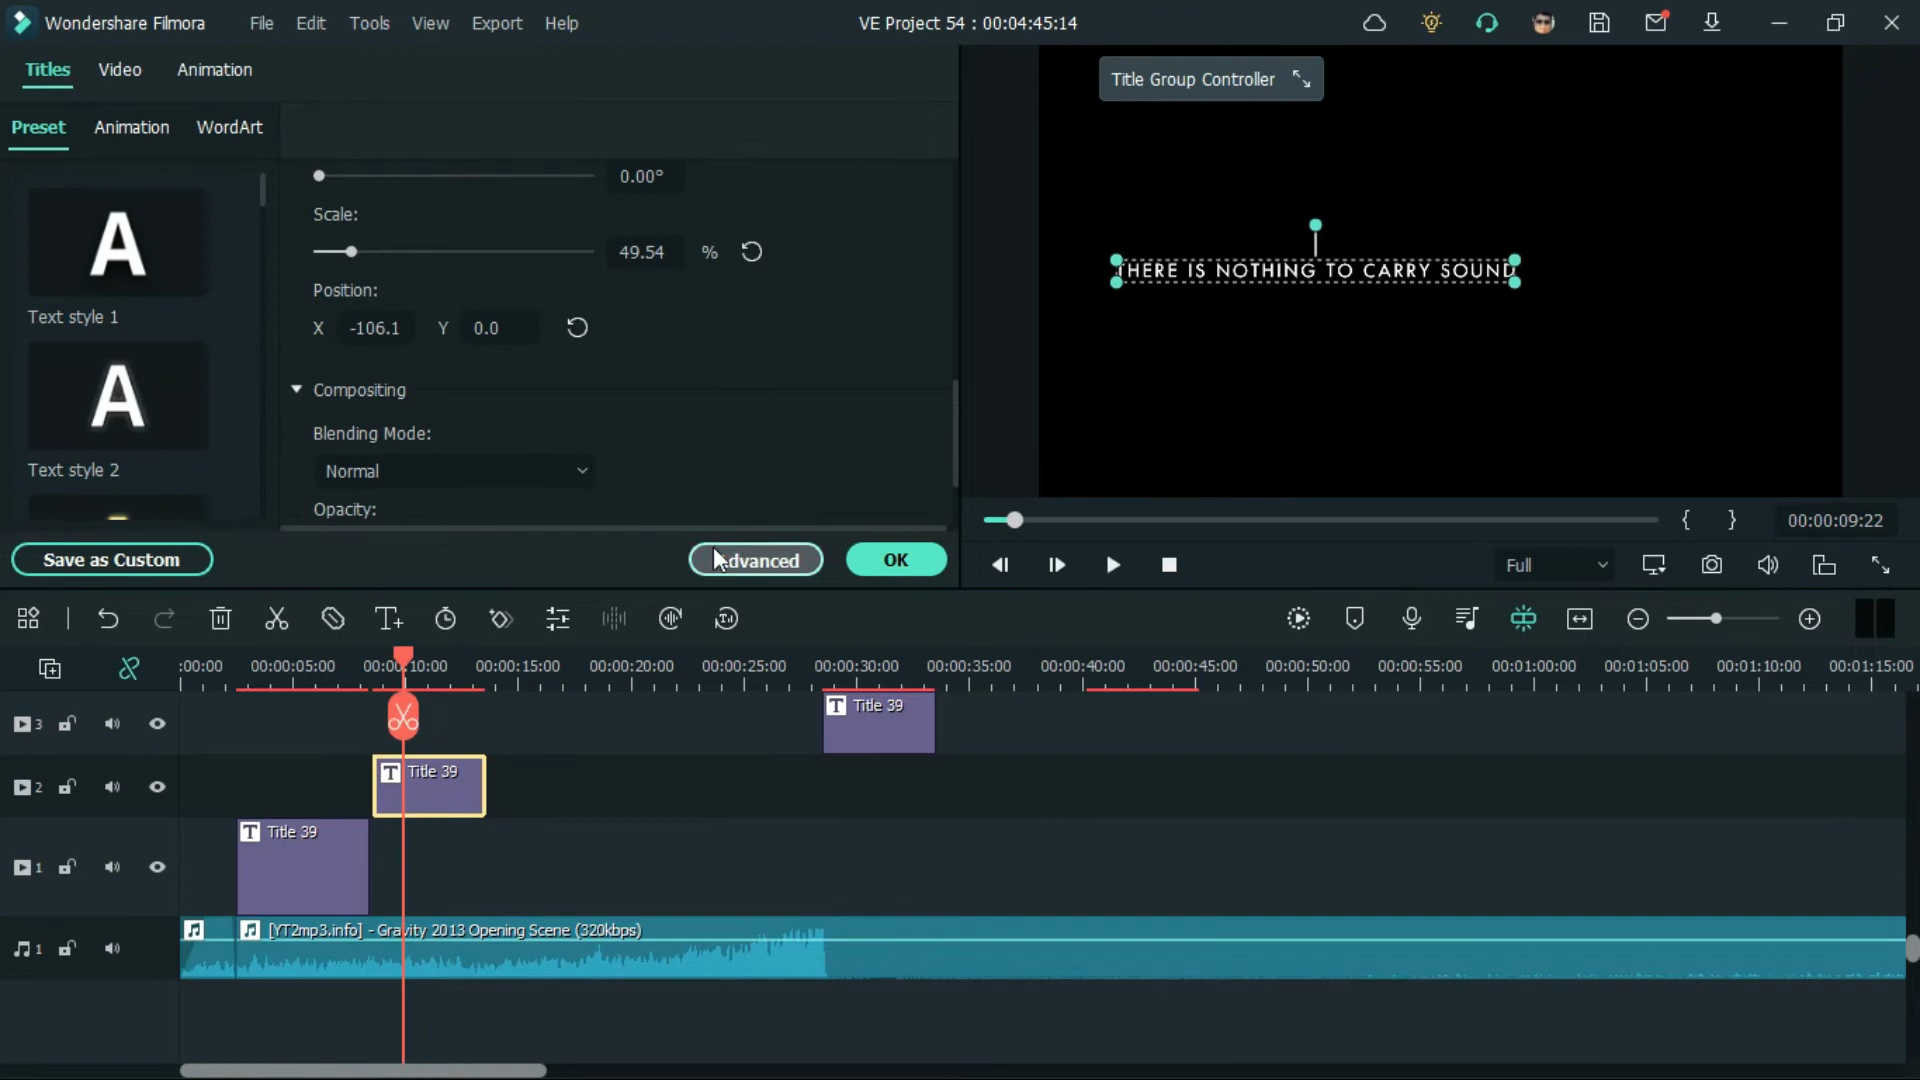 Wondershare Filmora File Edit Tools View Export Help VE Project 54 : 00:04:45:14
Titles Video Animation
Title Group Controller
Preset Animation WordArt
A
Text style 1
A
Text style 2
0.00°
Scale:
49.54 %
Position:
X -106.1 Y 0.0
Compositing
Blending Mode:
Normal
Opacity:
THERE IS NOTHING TO CARRY SOUND
Save as Custom Advanced OK
{ } 00:00:09:22
Full
:00:00 00:00:05:00 00:00:10:00 00:00:15:00 00:00:20:00 00:00:25:00 00:00:30:00 00:00:35:00 00:00:40:00 00:00:45:00 00:00:50:00 00:00:55:00 00:01:00:00 00:01:05:00 00:01:10:00 00:01:15:00
3 T Title 39
2 T Title 39
1 T Title 39
1 [YT2mp3.info] - Gravity 2013 Opening Scene (320kbps)